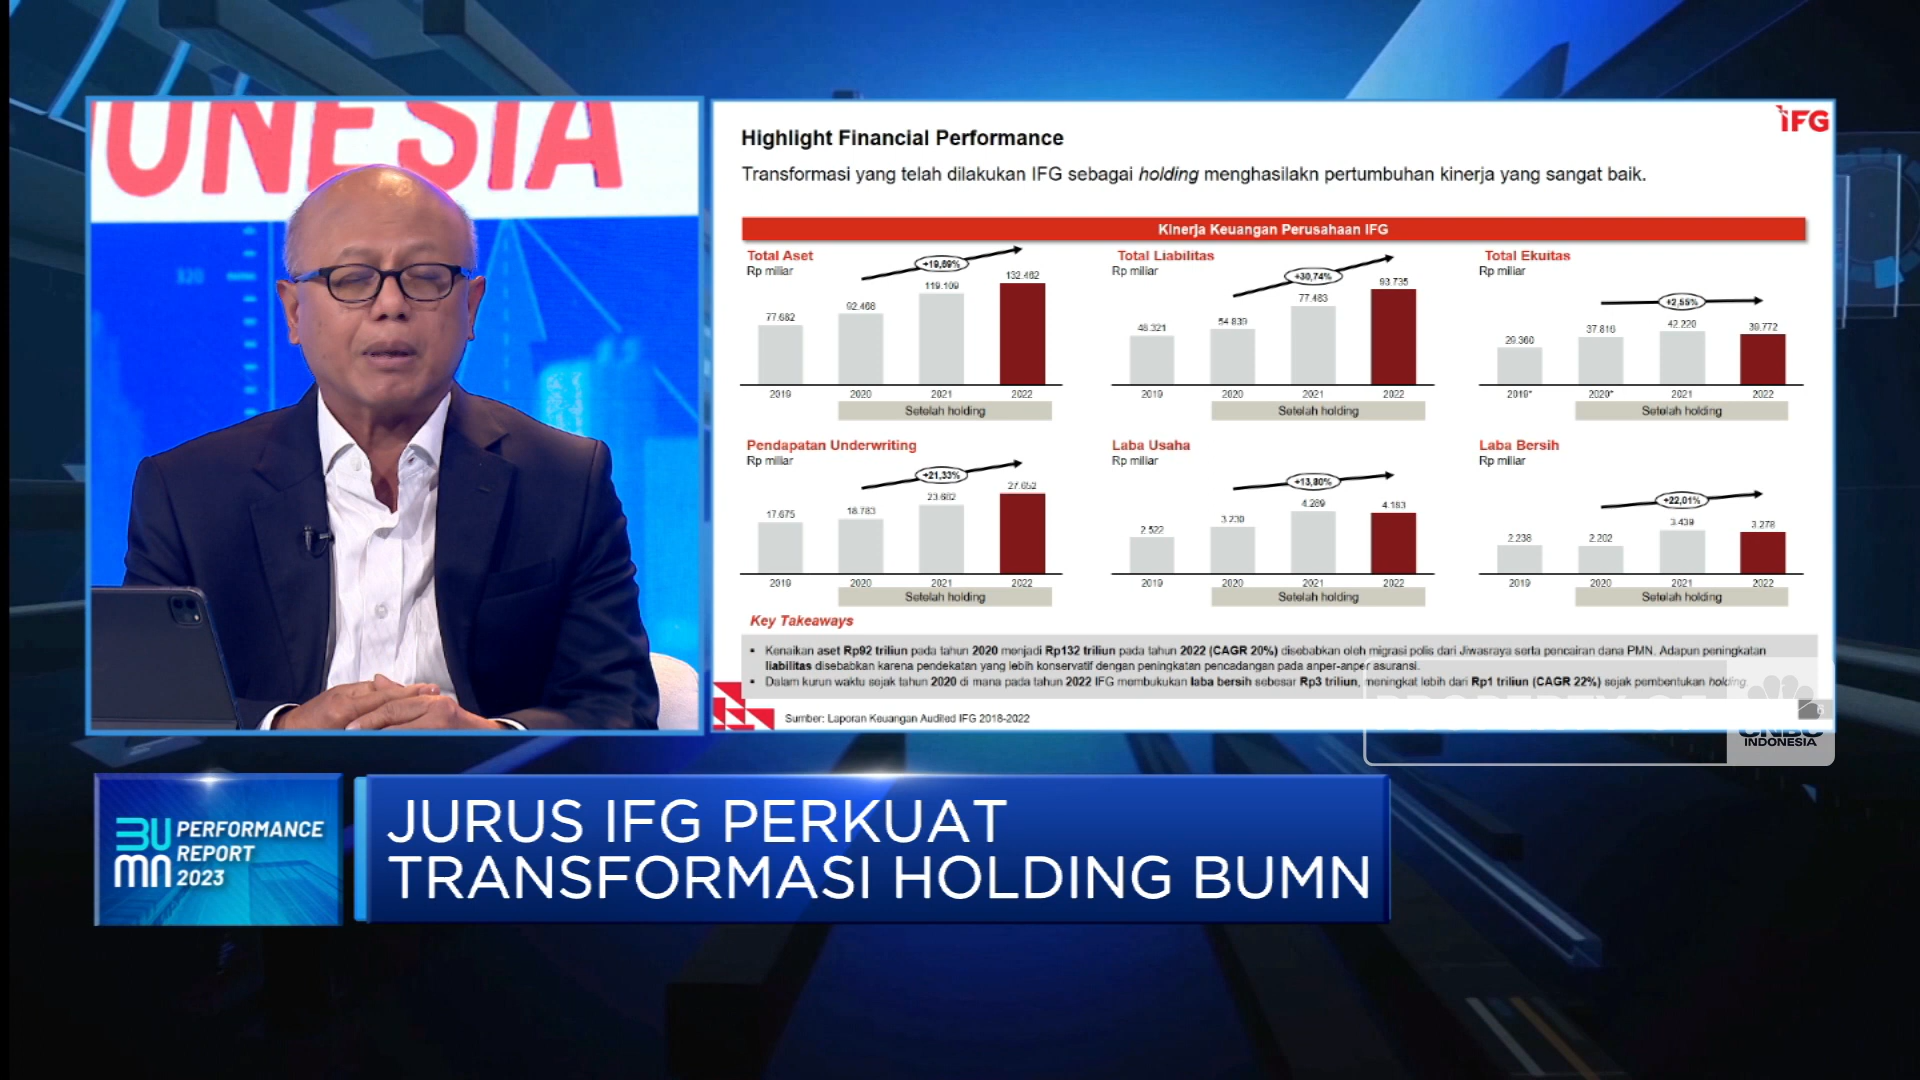 ONESIA
920
iFG
Highlight Financial Performance
Transformasi yang telah dilakukan IFG sebagai holding menghasilakn pertumbuhan kinerja yang sangat baik.
Kinerja Keuangan Perusahaan IFG
Total Aset
Rp miliar
+19,69%
77.682
92.468
119.109
132.462
2019
2020
2021
2022
Setelah holding
Total Liabilitas
Rp miliar
+30,74%
48.321
54.839
77.483
93.735
2019
2020
2021
2022
Setelah holding
Total Ekuitas
Rp miliar
+2,55%
29.360
37.816
42.220
39.772
2019*
2020*
2021
2022
Setelah holding
Pendapatan Underwriting
Rp miliar
+21,33%
17.675
18.783
23.682
27.652
2019
2020
2021
2022
Setelah holding
Laba Usaha
Rp miliar
+13,80%
2.522
3.230
4.289
4.183
2019
2020
2021
2022
Setelah holding
Laba Bersih
Rp miliar
+22,01%
2.238
2.202
3.439
3.278
2019
2020
2021
2022
Setelah holding
Key Takeaways
Kenaikan aset Rp92 triliun pada tahun 2020 menjadi Rp132 triliun pada tahun 2022 (CAGR 20%) disebabkan oleh migrasi polis dari Jiwasraya serta pencairan dana PMN. Adapun peningkatan
liabilitas disebabkan karena pendekatan yang lebih konservatif dengan peningkatan pencadangan pada anper-anper asuransi.
Dalam kurun waktu sejak tahun 2020 di mana pada tahun 2022 IFG membukukan laba bersih sebesar Rp3 triliun, meningkat lebih dari Rp1 triliun (CAGR 22%) sejak pembentukan holding
Sumber: Laporan Keuangan Audited IFG 2018-2022
PROPERTY OF
CNBC
INDONESIA
BUMN PERFORMANCE
REPORT
2023
JURUS IFG PERKUAT
TRANSFORMASI HOLDING BUMN